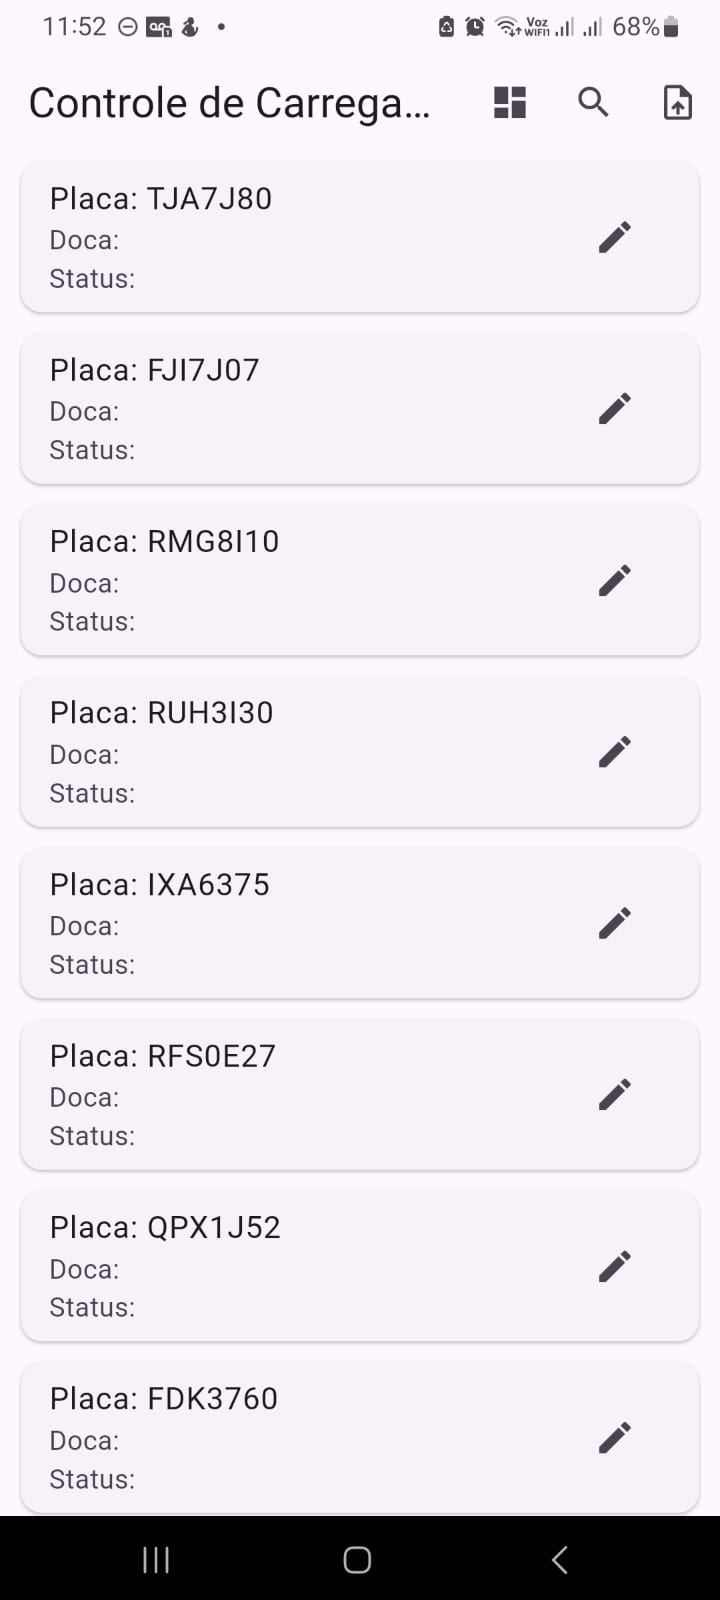 11:52
Voz
WIFI1
68%
Controle de Carrega...
Placa: TJA7J80
Doca:
Status:
Placa: FJI7J07
Doca:
Status:
Placa: RMG8I10
Doca:
Status:
Placa: RUH3I30
Doca:
Status:
Placa: IXA6375
Doca:
Status:
Placa: RFS0E27
Doca:
Status:
Placa: QPX1J52
Doca:
Status:
Placa: FDK3760
Doca:
Status: